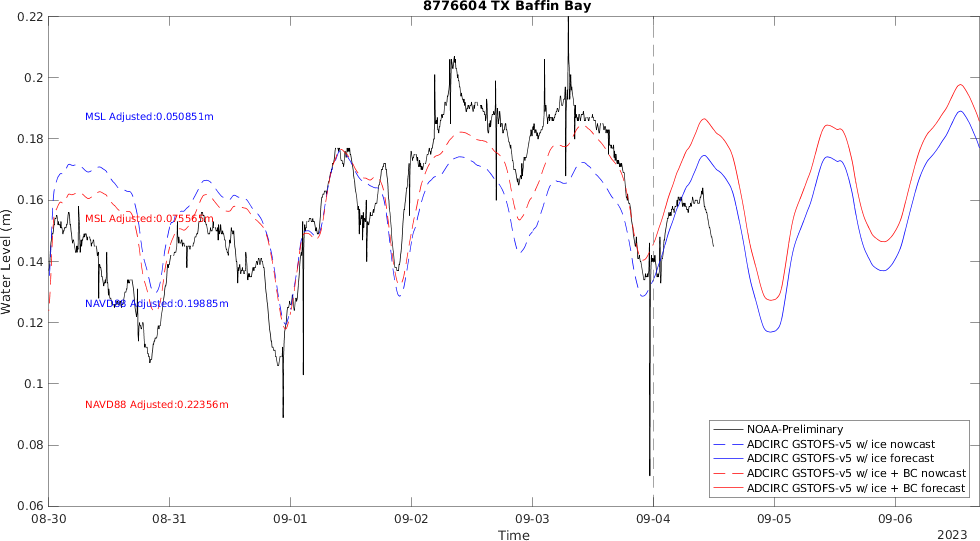 8776604 TX Baffin Bay
0.22
0.2
0.18
0.16
0.14
0.12
0.1
0.08
0.06
Water Level (m)
MSL Adjusted:0.050851m
MSL Adjusted:0.075565m
NAVD88 Adjusted:0.19885m
NAVD88 Adjusted:0.22356m
NOAA-Preliminary
ADCIRC GSTOFS-v5 w/ ice nowcast
ADCIRC GSTOFS-v5 w/ ice forecast
ADCIRC GSTOFS-v5 w/ ice + BC nowcast
ADCIRC GSTOFS-v5 w/ ice + BC forecast
08-30 08-31 09-01 09-02 09-03 09-04 09-05 09-06
Time
2023